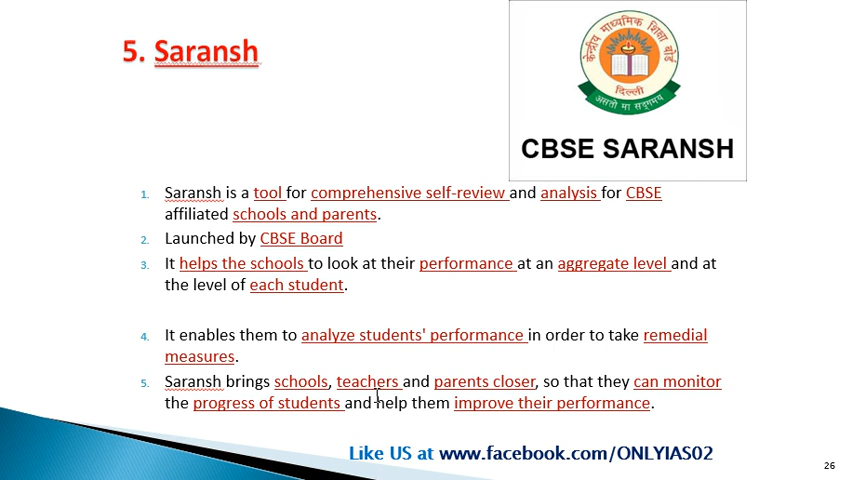 5. Saransh
केन्द्रीय माध्यमिक शिक्षा बोर्ड
दिल्ली
असतो मा सद्गमय
CBSE SARANSH
1. Saransh is a tool for comprehensive self-review and analysis for CBSE
affiliated schools and parents.
2. Launched by CBSE Board
3. It helps the schools to look at their performance at an aggregate level and at
the level of each student.
4. It enables them to analyze students' performance in order to take remedial
measures.
5. Saransh brings schools, teachers and parents closer, so that they can monitor
the progress of students and help them improve their performance.
Like US at www.facebook.com/ONLYIAS02
26